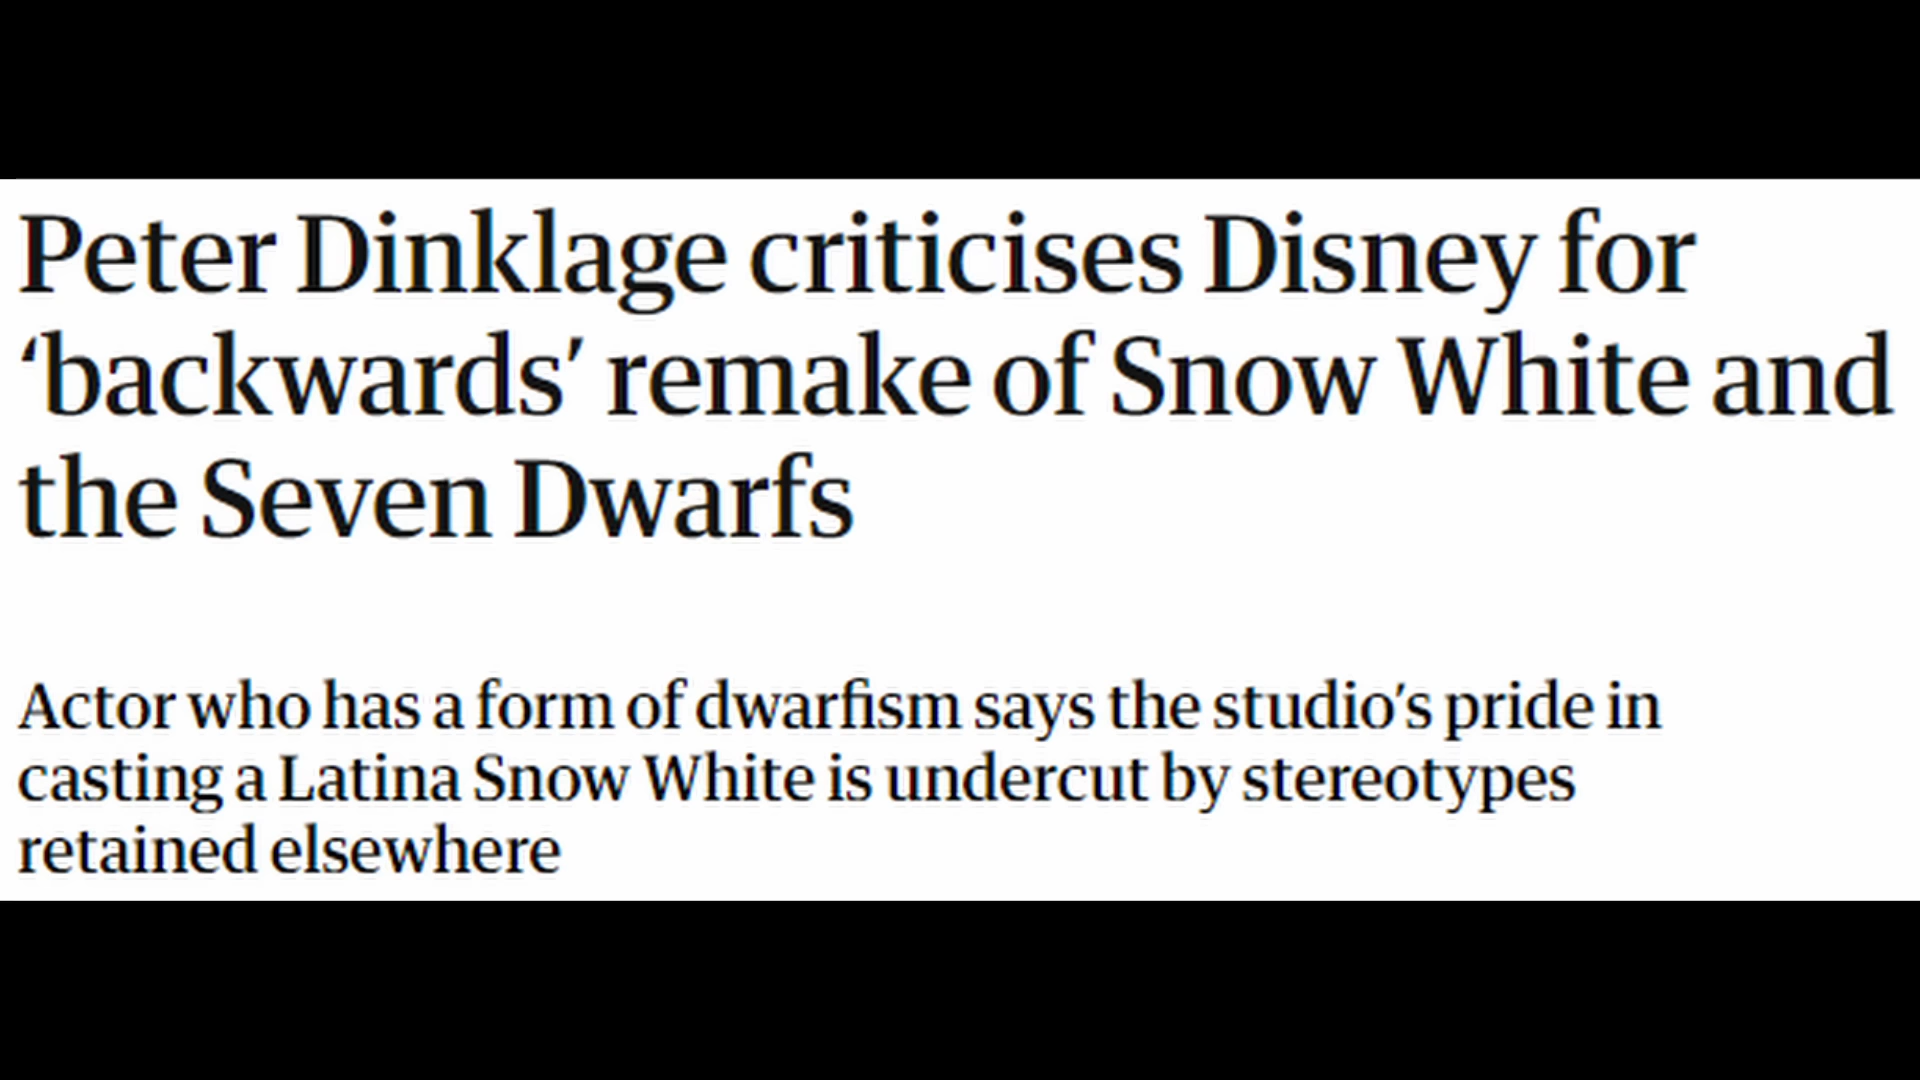 Peter Dinklage criticises Disney for
‘backwards’ remake of Snow White and
the Seven Dwarfs
Actor who has a form of dwarfism says the studio’s pride in
casting a Latina Snow White is undercut by stereotypes
retained elsewhere